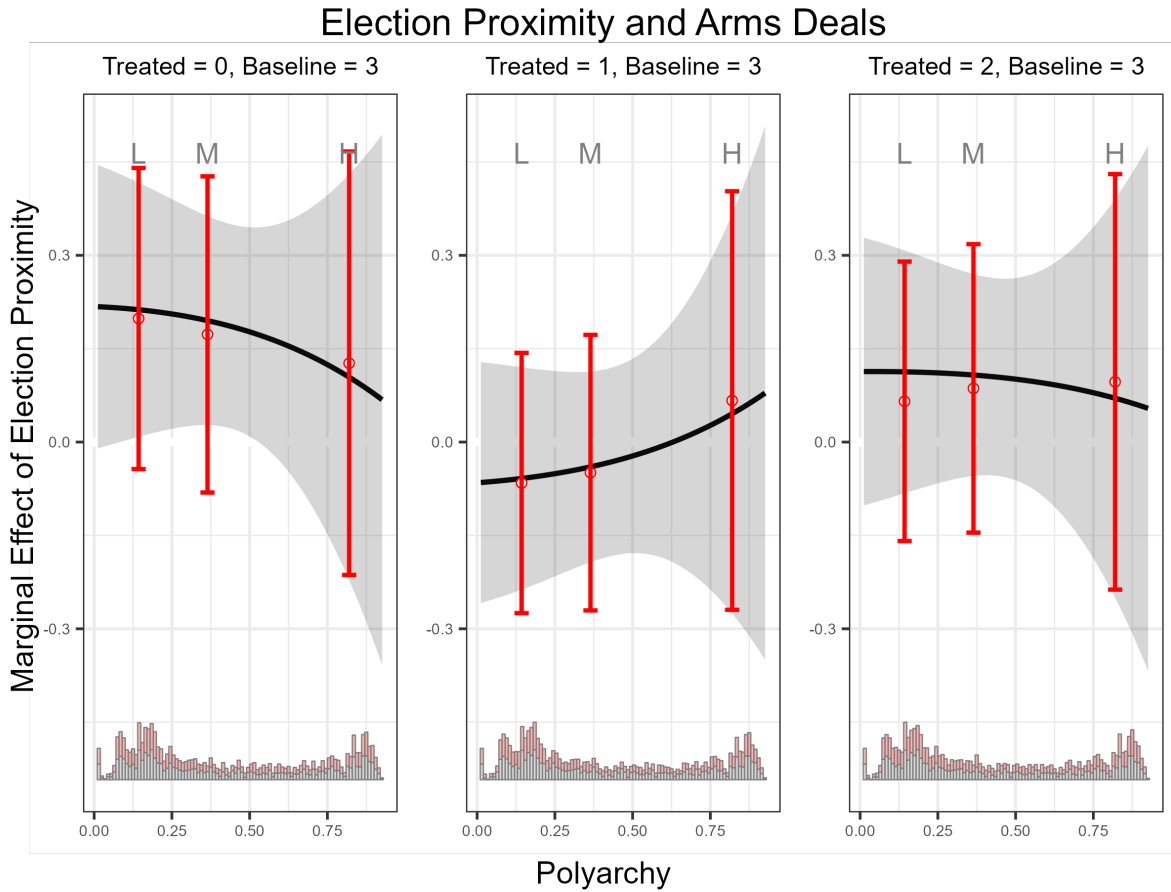 Election Proximity and Arms Deals
Treated = 0, Baseline = 3
Treated = 1, Baseline = 3
Treated = 2, Baseline = 3
Marginal Effect of Election Proximity
L M H
L M H
L M H
0.3
0.0
-0.3
0.3
0.0
-0.3
0.3
0.0
-0.3
0.00 0.25 0.50 0.75
0.00 0.25 0.50 0.75
0.00 0.25 0.50 0.75
Polyarchy